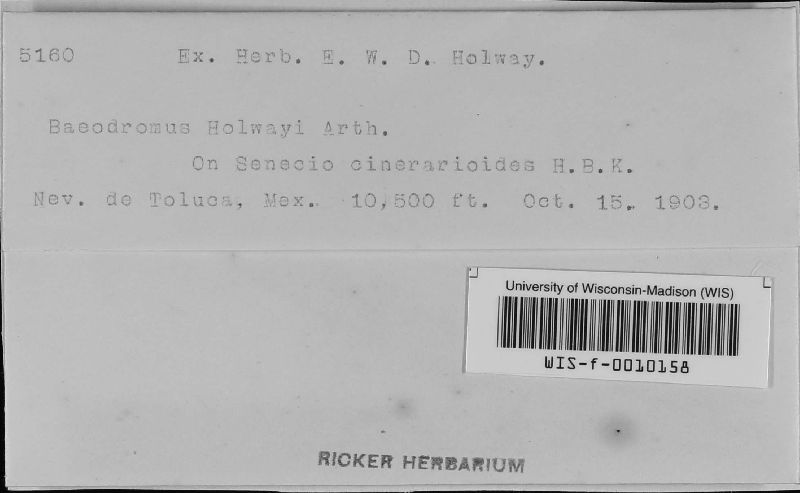 5160 Ex. Herb. E. W. D. Holway.
Baeodromus Holwayi Arth.
On Senecio cinerarioides H.B.K.
Nev. de Toluca, Mex. 10,500 ft. Oct. 15. 1903.
University of Wisconsin-Madison (WIS)
WIS-f-0010158
RICKER HERBARIUM